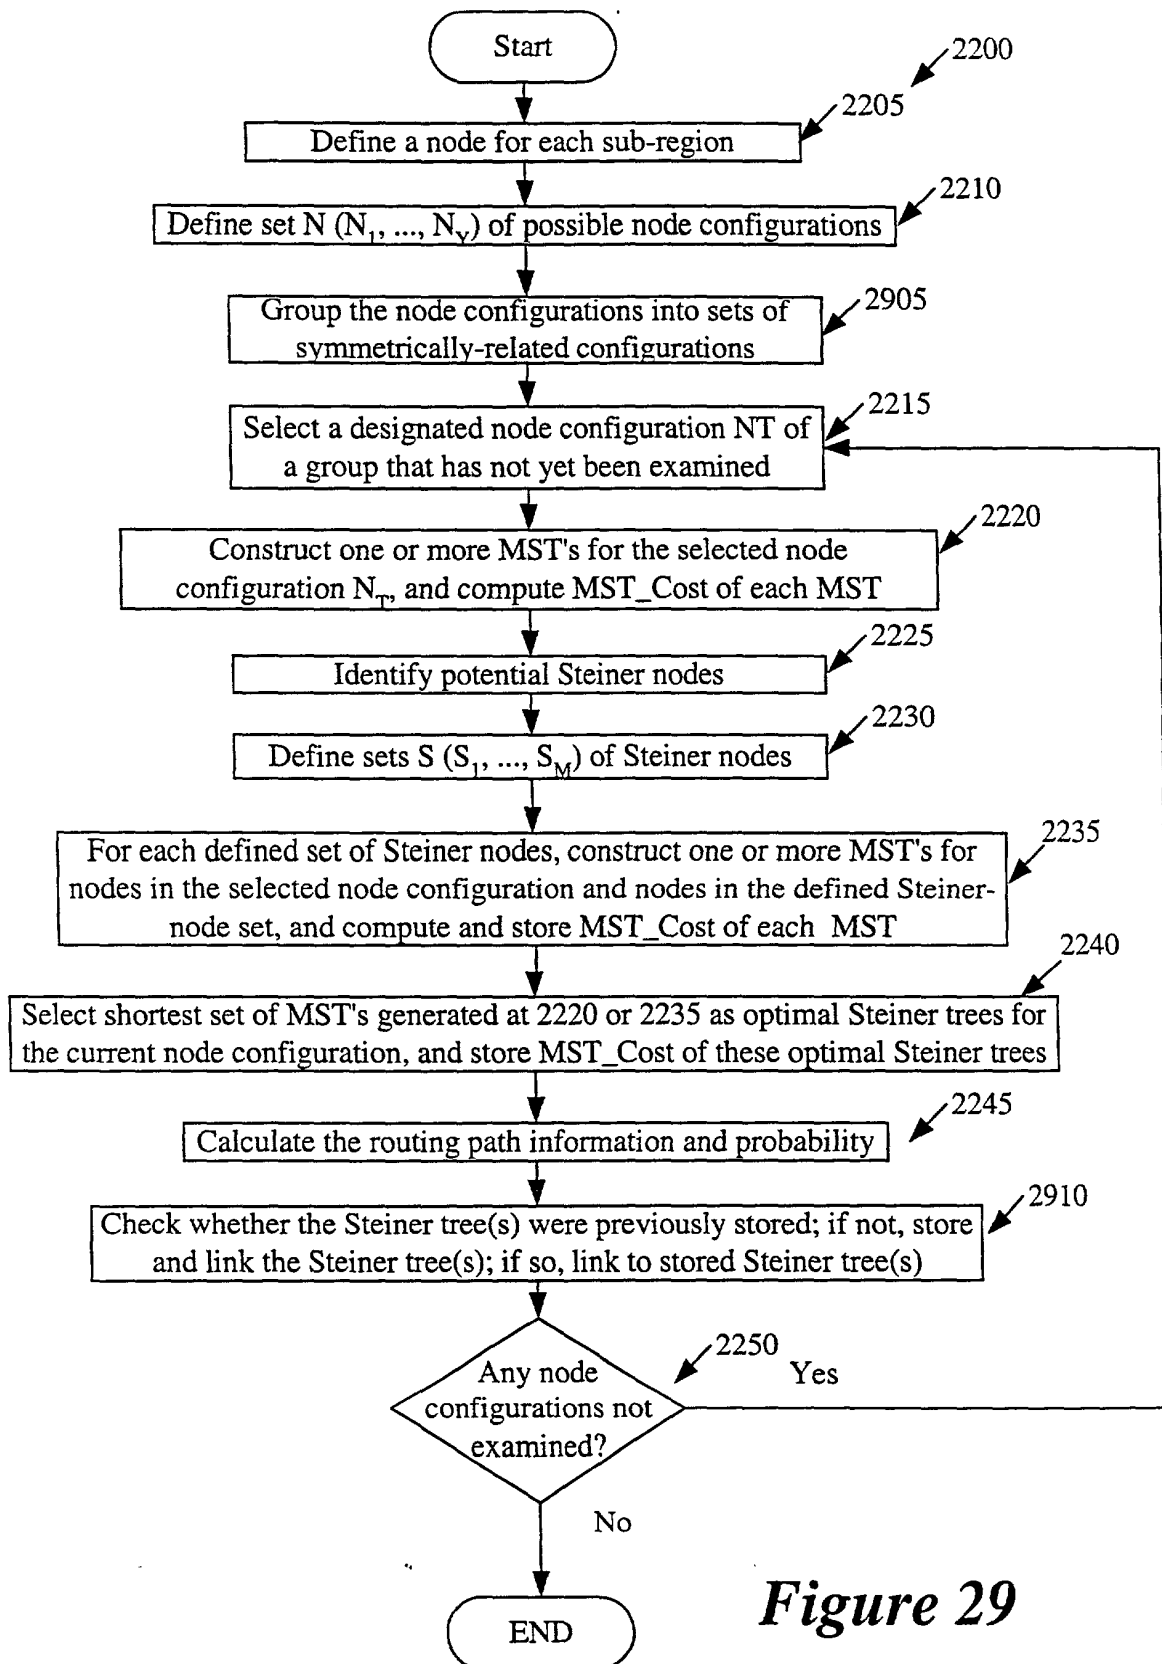 Start
2200
2205
Define a node for each sub-region
2210
Define set N (N1, ..., NY) of possible node configurations
2905
Group the node configurations into sets of
symmetrically-related configurations
2215
Select a designated node configuration NT of
a group that has not yet been examined
2220
Construct one or more MST's for the selected node
configuration NT, and compute MST_Cost of each MST
2225
Identify potential Steiner nodes
2230
Define sets S (S1, ..., SM) of Steiner nodes
2235
For each defined set of Steiner nodes, construct one or more MST's for
nodes in the selected node configuration and nodes in the defined Steiner-
node set, and compute and store MST_Cost of each MST
2240
Select shortest set of MST's generated at 2220 or 2235 as optimal Steiner trees for
the current node configuration, and store MST_Cost of these optimal Steiner trees
2245
Calculate the routing path information and probability
2910
Check whether the Steiner tree(s) were previously stored; if not, store
and link the Steiner tree(s); if so, link to stored Steiner tree(s)
2250
Any node
configurations not
examined?
Yes
No
END
Figure 29